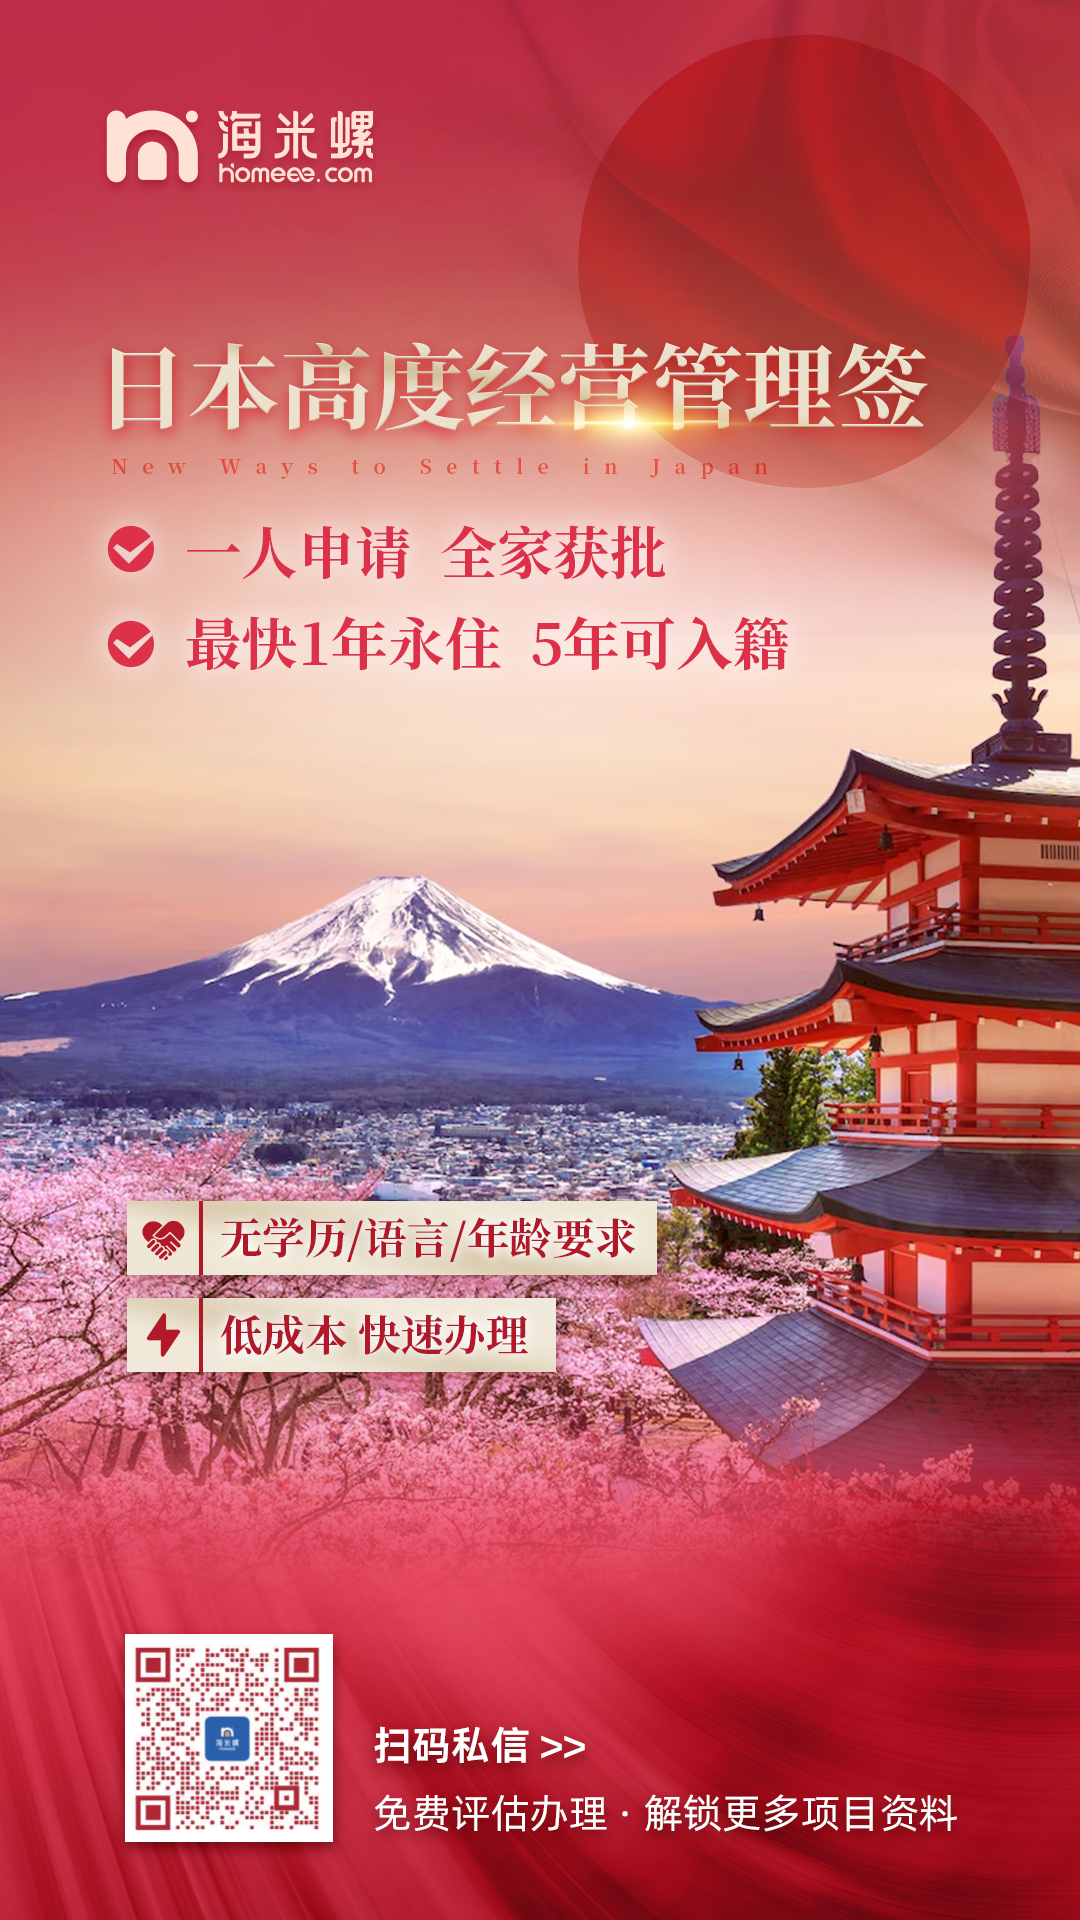 海米螺
homeee.com
日本高度经营管理签
New Ways to Settle in Japan
一人申请 全家获批
最快1年永住 5年可入籍
无学历/语言/年龄要求
低成本 快速办理
海米螺
扫码私信 >>
免费评估办理 · 解锁更多项目资料